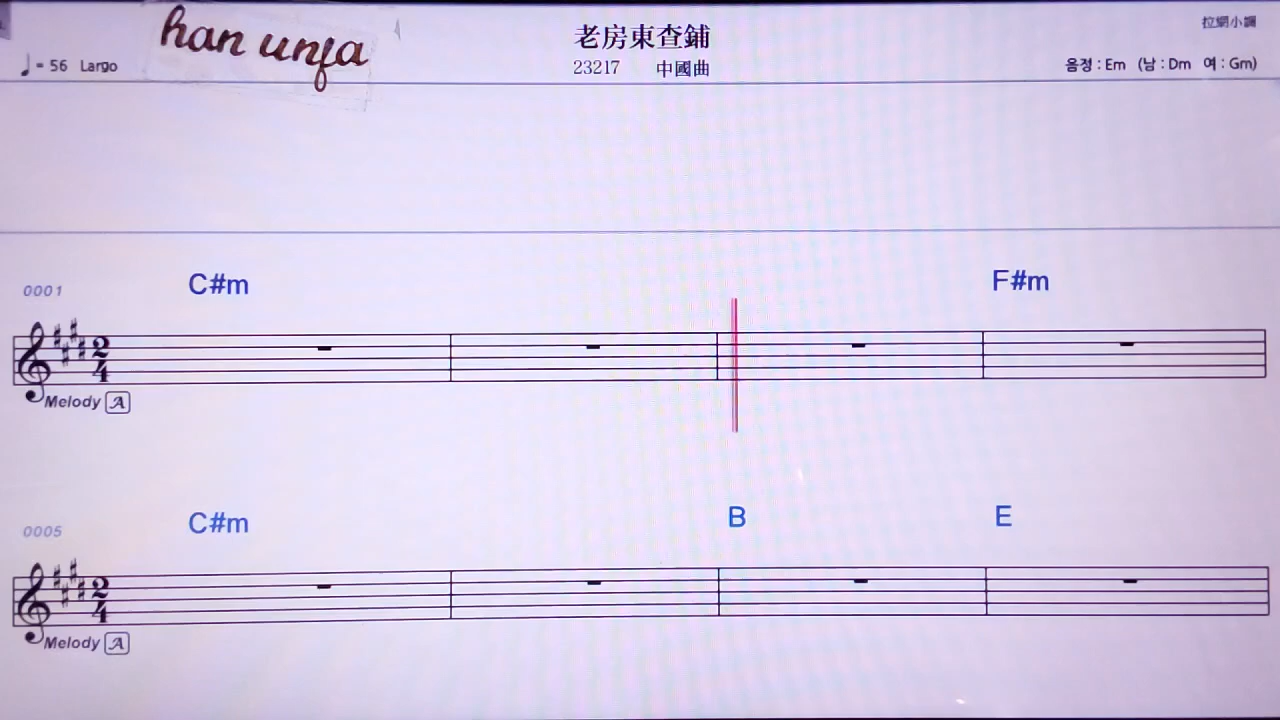 han unfa
老房東查鋪
拉網小調
♩ = 56 Largo
23217 中國曲
음정 : Em (남 : Dm 여 : Gm)
0001 C#m F#m
2/4
Melody A
0005 C#m B E
2/4
Melody A